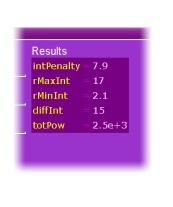 Results
intPenalty = 7.9
rMaxInt = 17
rMinInt = 2.1
diffInt = 15
totPow = 2.5e+3